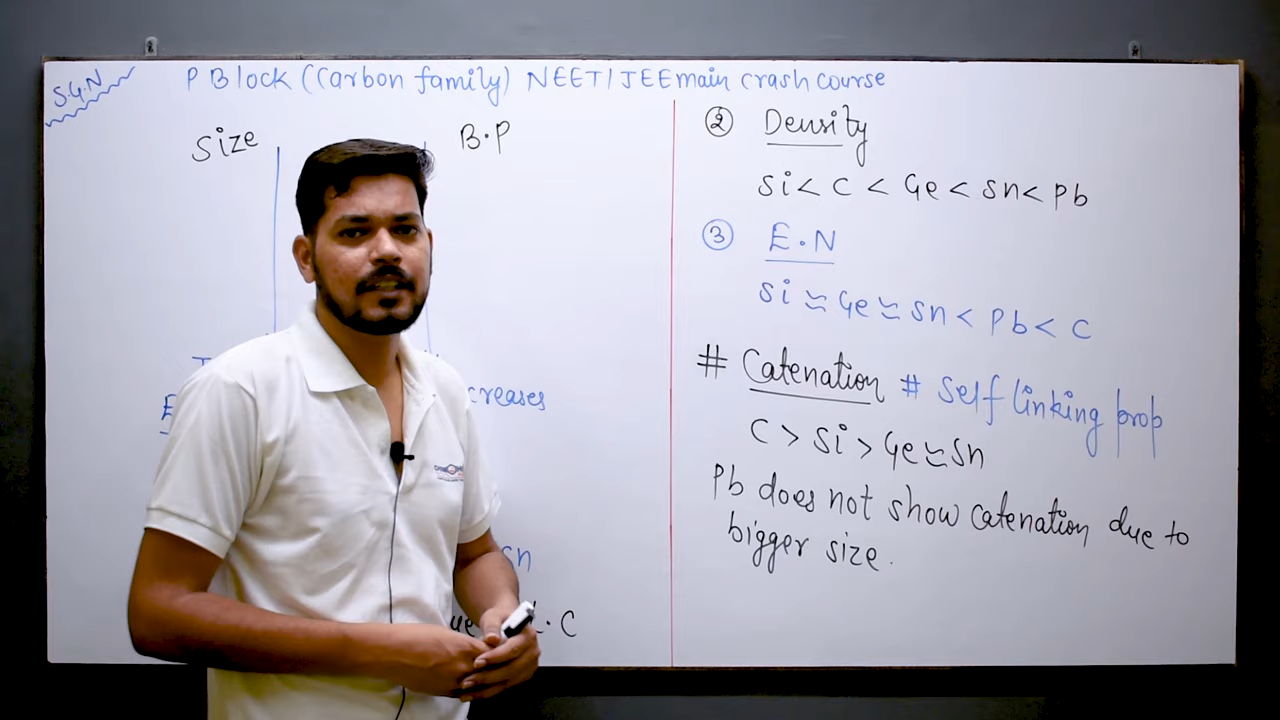 S.G.N
P Block (Carbon family) NEET/JEE main crash course
Size
B.P
creases
Sn
C
② Density
Si < C < Ge < Sn < Pb
③ E.N
Si ≃ Ge ≃ Sn < Pb < C
# Catenation # Self linking prop
C > Si > Ge ≃ Sn
Pb does not show catenation due to
bigger size.